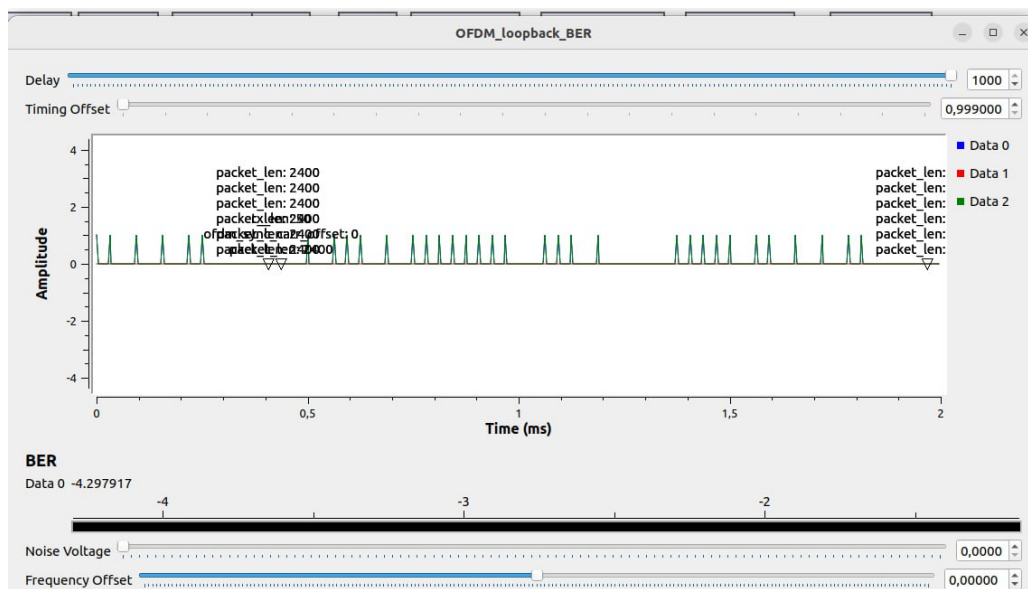 OFDM_loopback_BER
Delay 1000
Timing Offset 0,999000
4
2
0
-2
-4
Amplitude
packet_len: 2400
packet_len: 2400
packet_len: 2400
packet_len:
packet_len:
packet_len:
packet_len:
packet_len:
packet_len:
Data 0
Data 1
Data 2
0 0,5 1 1,5 2
Time (ms)
BER
Data 0 -4.297917
-4 -3 -2
Noise Voltage 0,0000
Frequency Offset 0,00000